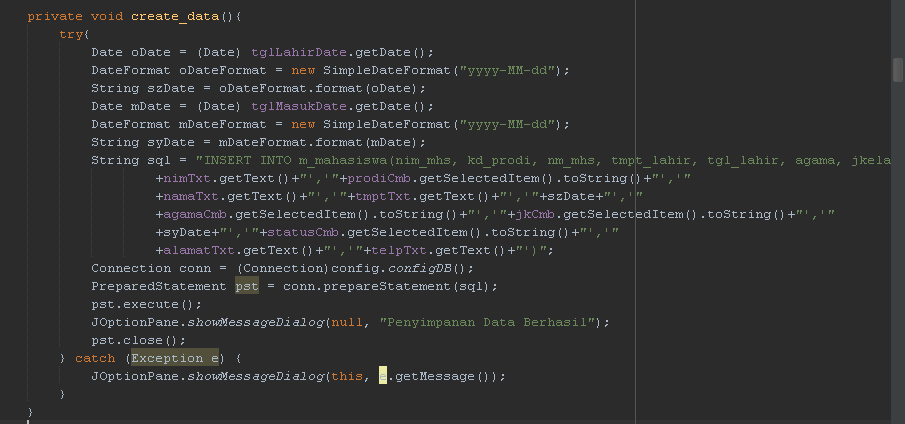 private void create_data(){
try{
Date oDate = (Date) tglLahirDate.getDate();
DateFormat oDateFormat = new SimpleDateFormat("yyyy-MM-dd");
String szDate = oDateFormat.format(oDate);
Date mDate = (Date) tglMasukDate.getDate();
DateFormat mDateFormat = new SimpleDateFormat("yyyy-MM-dd");
String syDate = mDateFormat.format(mDate);
String sql = "INSERT INTO m_mahasiswa(nim_mhs, kd_prodi, nm_mhs, tmpt_lahir, tgl_lahir, agama, jkela
+nimTxt.getText()+"','"+prodiCmb.getSelectedItem().toString()+"','"
+namaTxt.getText()+"','"+tmptTxt.getText()+"','"+szDate+"','"
+agamaCmb.getSelectedItem().toString()+"','"+jkCmb.getSelectedItem().toString()+"','"
+syDate+"','"+statusCmb.getSelectedItem().toString()+"','"
+alamatTxt.getText()+"','"+telpTxt.getText()+"')";
Connection conn = (Connection)config.configDB();
PreparedStatement pst = conn.prepareStatement(sql);
pst.execute();
JOptionPane.showMessageDialog(null, "Penyimpanan Data Berhasil");
pst.close();
} catch (Exception e) {
JOptionPane.showMessageDialog(this, e.getMessage());
}
}